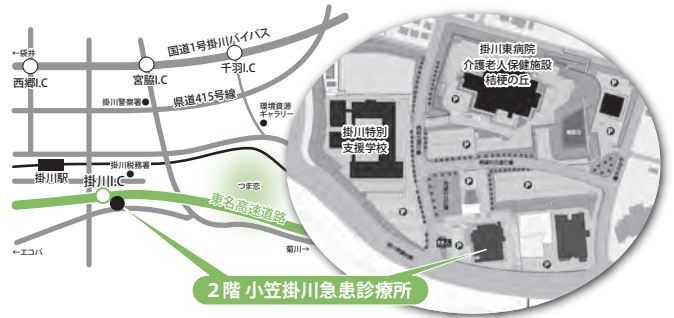 国道1号掛川バイパス
←袋井
西郷I.C
宮脇I.C
千羽I.C
掛川警察署
県道415号線
環境資源
ギャラリー
掛川駅
掛川税務署
掛川I.C
つま恋
東名高速道路
←エコパ
菊川→
掛川東病院
介護老人保健施設
桔梗の丘
掛川特別
支援学校
P
P
P
P
P
P
P
P
2階 小笠掛川急患診療所